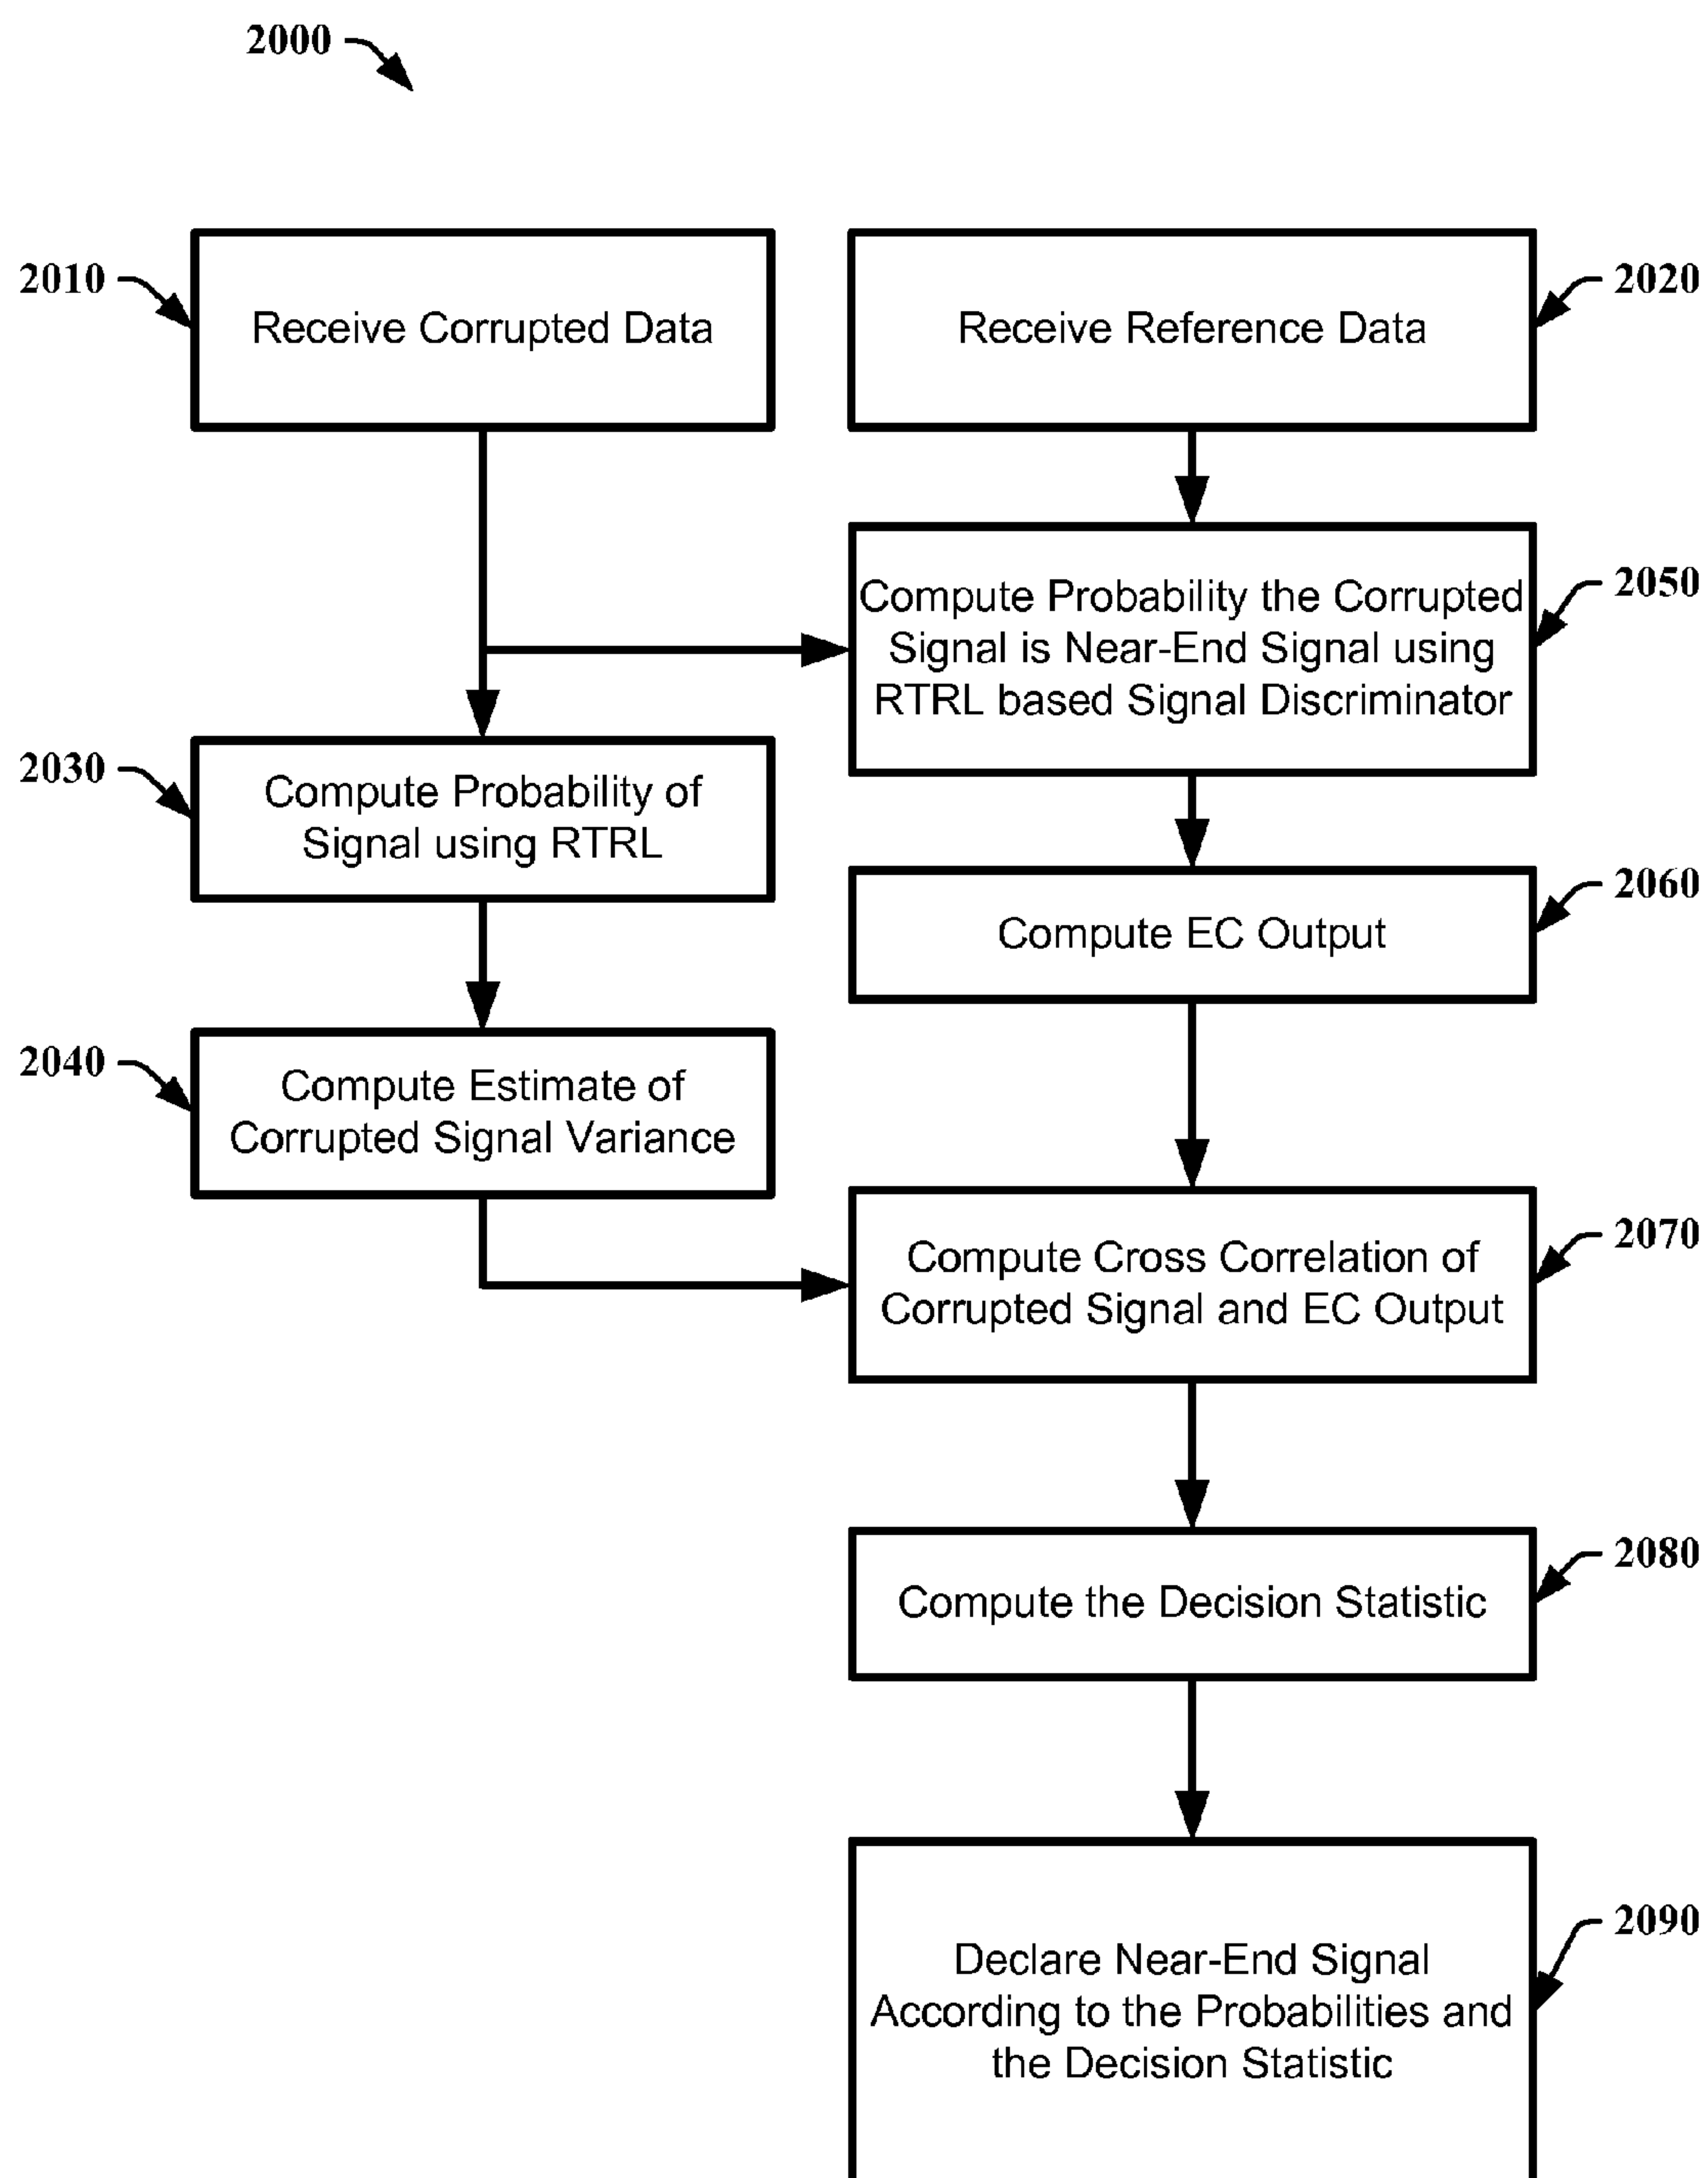 2000
2010
Receive Corrupted Data
Receive Reference Data
2020
Compute Probability the Corrupted
Signal is Near-End Signal using
RTRL based Signal Discriminator
2050
2030
Compute Probability of
Signal using RTRL
Compute EC Output
2060
2040
Compute Estimate of
Corrupted Signal Variance
Compute Cross Correlation of
Corrupted Signal and EC Output
2070
Compute the Decision Statistic
2080
Declare Near-End Signal
According to the Probabilities and
the Decision Statistic
2090